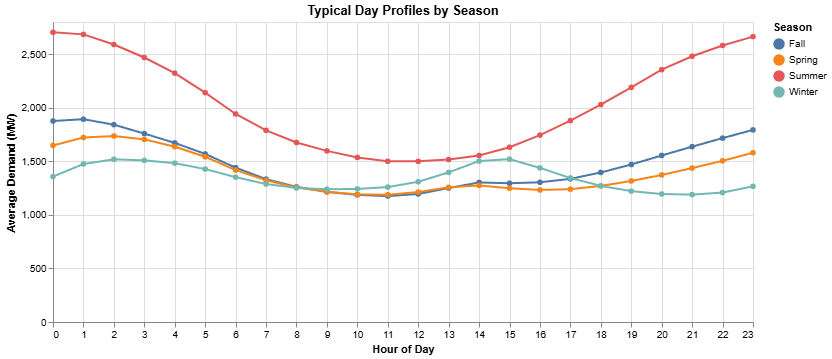 Typical Day Profiles by Season
Season
Fall
Spring
Summer
Winter
Average Demand (MW)
2,500
2,000
1,500
1,000
500
0
0 1 2 3 4 5 6 7 8 9 10 11 12 13 14 15 16 17 18 19 20 21 22 23
Hour of Day